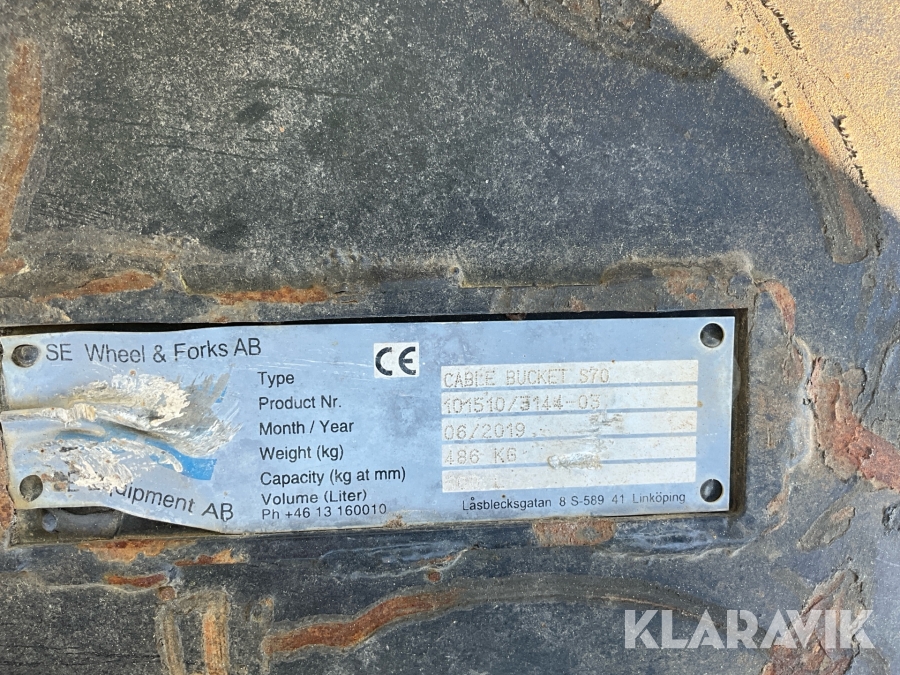 SE Wheel & Forks AB
CE
Type CABLE BUCKET S70
Product Nr. 101510/3144-03
Month / Year 06/2019
Weight (kg) 486 KG
Capacity (kg at mm)
Volume (Liter)
Equipment AB
Ph +46 13 160010
Låsblecksgatan 8 S-589 41 Linköping
KLARAVIK